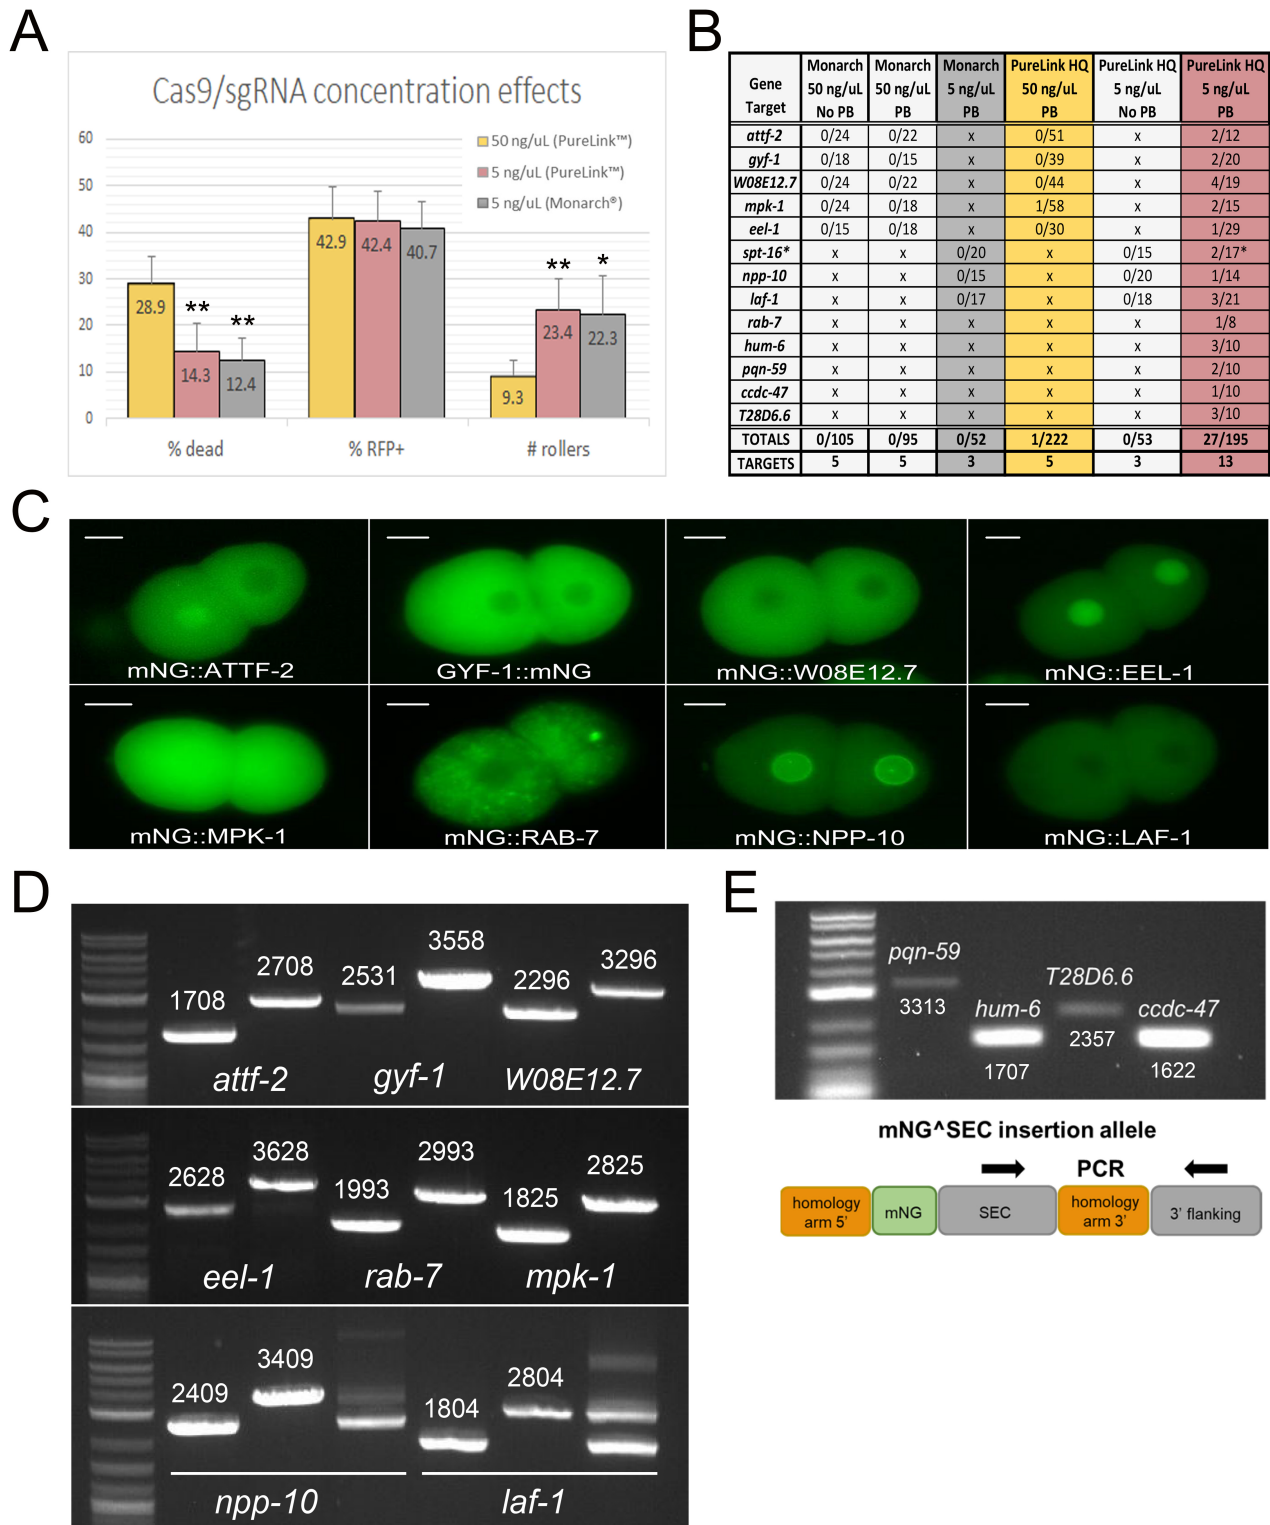 A
Cas9/sgRNA concentration effects
60
50
40
30
20
10
0
50 ng/uL (PureLink™)
5 ng/uL (PureLink™)
5 ng/uL (Monarch®)
28.9
**
14.3
**
12.4
42.9
42.4
40.7
9.3
**
23.4
*
22.3
% dead
% RFP+
# rollers
B
Gene Target | Monarch 50 ng/uL No PB | Monarch 50 ng/uL PB | Monarch 5 ng/uL PB | PureLink HQ 50 ng/uL PB | PureLink HQ 5 ng/uL No PB | PureLink HQ 5 ng/uL PB
attf-2 | 0/24 | 0/22 | x | 0/51 | x | 2/12
gyf-1 | 0/18 | 0/15 | x | 0/39 | x | 2/20
W08E12.7 | 0/24 | 0/22 | x | 0/44 | x | 4/19
mpk-1 | 0/24 | 0/18 | x | 1/58 | x | 2/15
eel-1 | 0/15 | 0/18 | x | 0/30 | x | 1/29
spt-16* | x | x | 0/20 | x | 0/15 | 2/17*
npp-10 | x | x | 0/15 | x | 0/20 | 1/14
laf-1 | x | x | 0/17 | x | 0/18 | 3/21
rab-7 | x | x | x | x | x | 1/8
hum-6 | x | x | x | x | x | 3/10
pqn-59 | x | x | x | x | x | 2/10
ccdc-47 | x | x | x | x | x | 1/10
T28D6.6 | x | x | x | x | x | 3/10
TOTALS | 0/105 | 0/95 | 0/52 | 1/222 | 0/53 | 27/195
TARGETS | 5 | 5 | 3 | 5 | 3 | 13
C
mNG::ATTF-2
GYF-1::mNG
mNG::W08E12.7
mNG::EEL-1
mNG::MPK-1
mNG::RAB-7
mNG::NPP-10
mNG::LAF-1
D
1708
2708
2531
3558
2296
3296
attf-2
gyf-1
W08E12.7
2628
3628
1993
2993
1825
2825
eel-1
rab-7
mpk-1
2409
3409
1804
2804
npp-10
laf-1
E
pqn-59
3313
hum-6
1707
T28D6.6
2357
ccdc-47
1622
mNG^SEC insertion allele
PCR
homology arm 5'
mNG
SEC
homology arm 3'
3' flanking